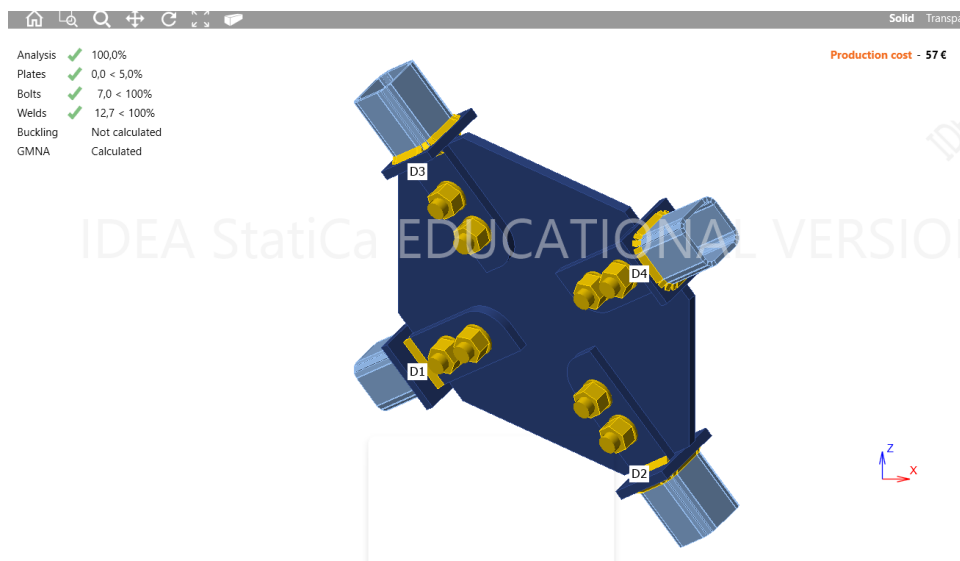 Solid Transpa
Analysis 100,0%
Production cost - 57 €
Plates 0,0 < 5,0%
Bolts 7,0 < 100%
Welds 12,7 < 100%
Buckling Not calculated
GMNA Calculated
D3
IDEA StatiCa EDUCATIONAL VERSION
D4
D1
D2
Z
X